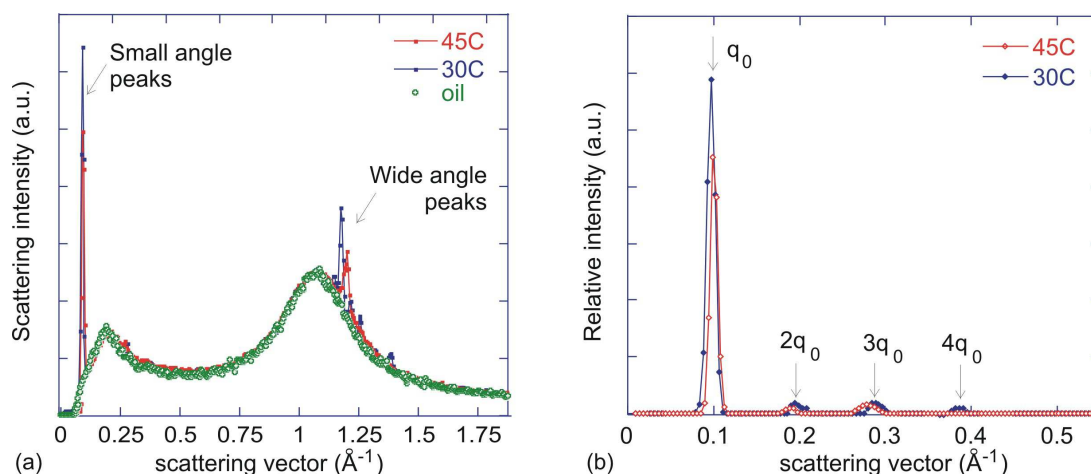 Scattering intensity (a.u.)
Small angle
peaks
45C
30C
oil
Wide angle
peaks
0 0.25 0.5 0.75 1 1.25 1.5 1.75
(a) scattering vector (Å⁻¹)
Relative intensity (a.u.)
q₀
45C
30C
2q₀ 3q₀ 4q₀
0 0.1 0.2 0.3 0.4 0.5
(b) scattering vector (Å⁻¹)